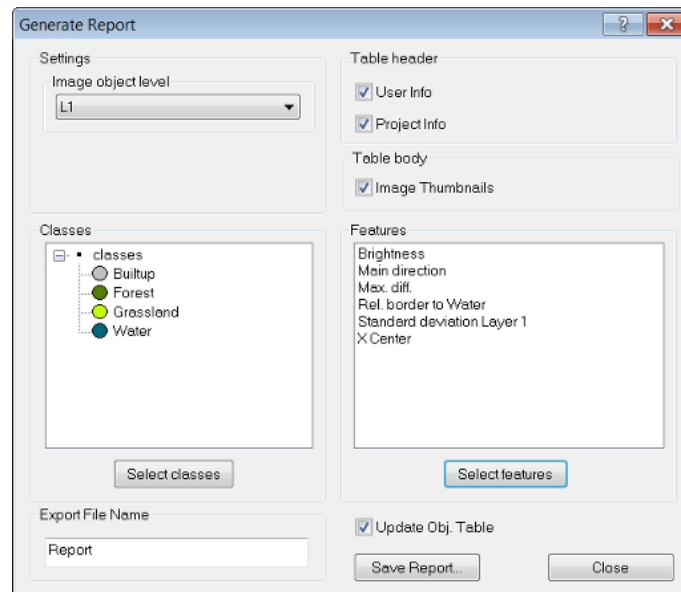 Generate Report
Settings
Image object level
L1
Table header
User Info
Project Info
Table body
Image Thumbnails
Classes
classes
Builtup
Forest
Grassland
Water
Select classes
Features
Brightness
Main direction
Max. diff.
Rel. border to Water
Standard deviation Layer 1
X Center
Select features
Export File Name
Report
Update Obj. Table
Save Report...
Close